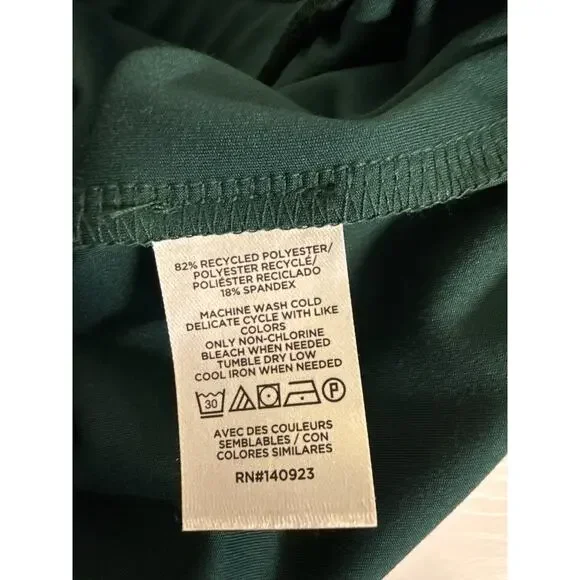 82% RECYCLED POLYESTER/
POLYESTER RECYCLÉ/
POLIÉSTER RECICLADO
18% SPANDEX
MACHINE WASH COLD
DELICATE CYCLE WITH LIKE
COLORS
ONLY NON-CHLORINE
BLEACH WHEN NEEDED
TUMBLE DRY LOW
COOL IRON WHEN NEEDED
30 P
AVEC DES COULEURS
SEMBLABLES / CON
COLORES SIMILARES
RN#140923